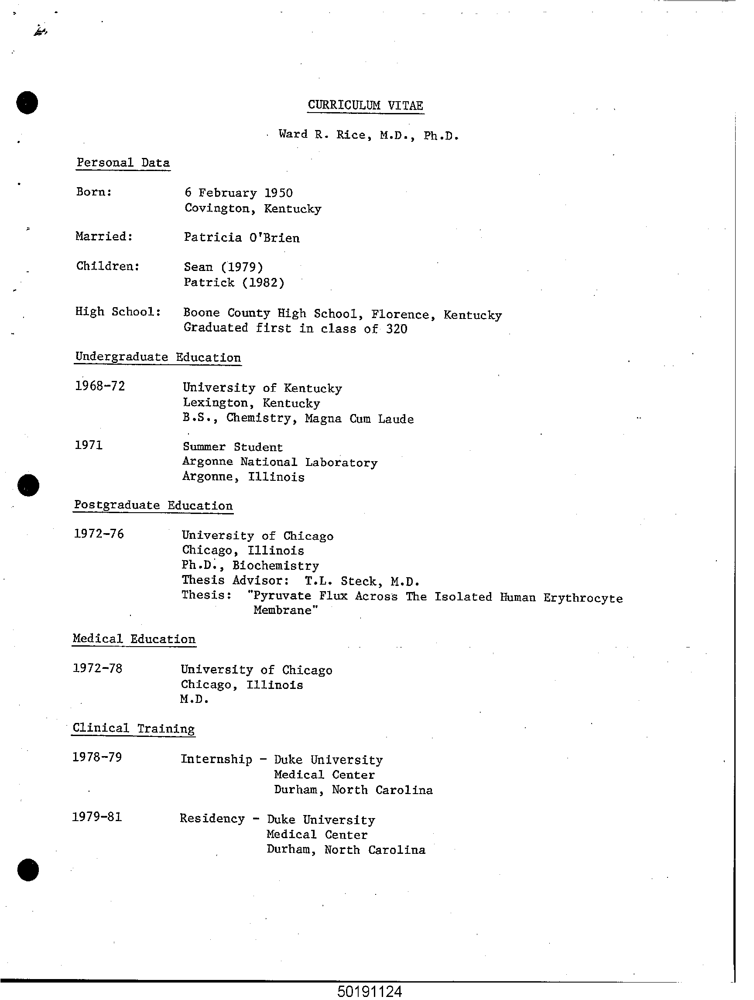 CURRICULUM VITAE
Ward R. Rice, M.D., Ph.D.
Personal Data
Born: 6 February 1950
Covington, Kentucky
Married: Patricia O'Brien
Children: Sean (1979)
Patrick (1982)
High School: Boone County High School, Florence, Kentucky
Graduated first in class of 320
Undergraduate Education
1968-72 University of Kentucky
Lexington, Kentucky
B.S., Chemistry, Magna Cum Laude
1971 Summer Student
Argonne National Laboratory
Argonne, Illinois
Postgraduate Education
1972-76 University of Chicago
Chicago, Illinois
Ph.D., Biochemistry
Thesis Advisor: T.L. Steck, M.D.
Thesis: "Pyruvate Flux Across The Isolated Human Erythrocyte
Membrane"
Medical Education
1972-78 University of Chicago
Chicago, Illinois
M.D.
Clinical Training
1978-79 Internship - Duke University
Medical Center
Durham, North Carolina
1979-81 Residency - Duke University
Medical Center
Durham, North Carolina
50191124